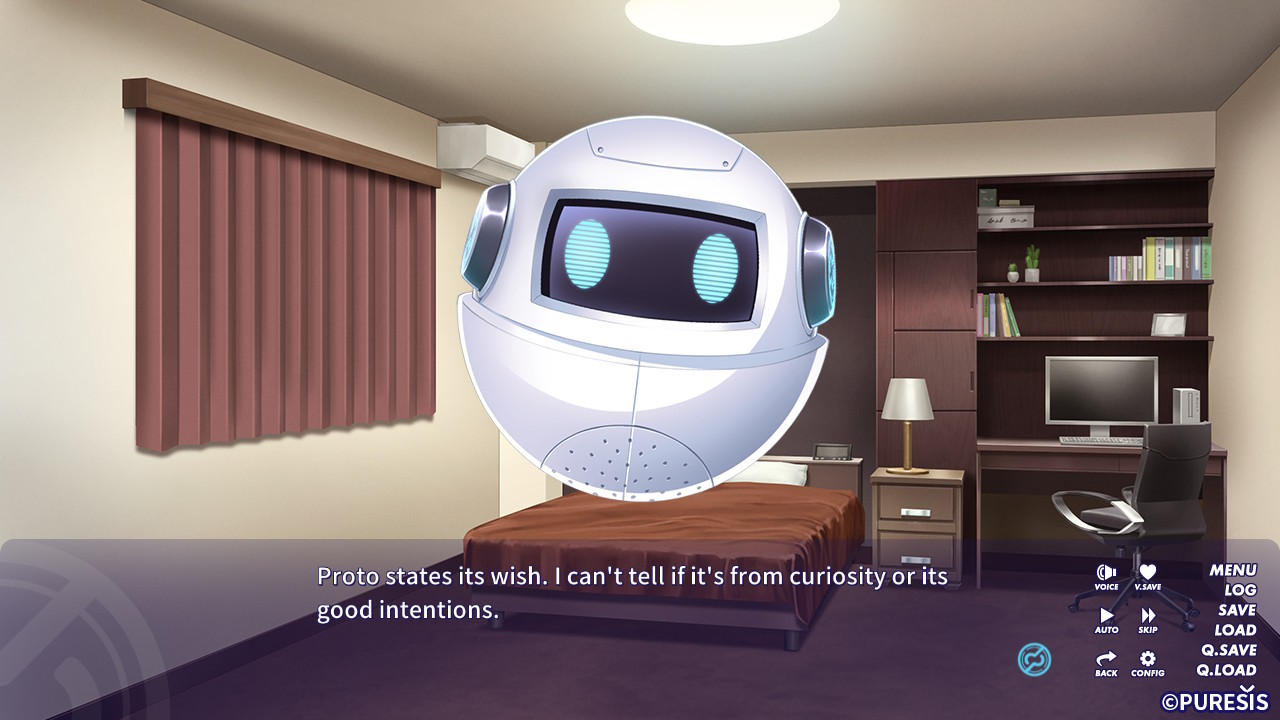 Proto states its wish. I can't tell if it's from curiosity or its
good intentions.
VOICE
V.SAVE
AUTO
SKIP
BACK
CONFIG
MENU
LOG
SAVE
LOAD
Q.SAVE
Q.LOAD
©PURESIS